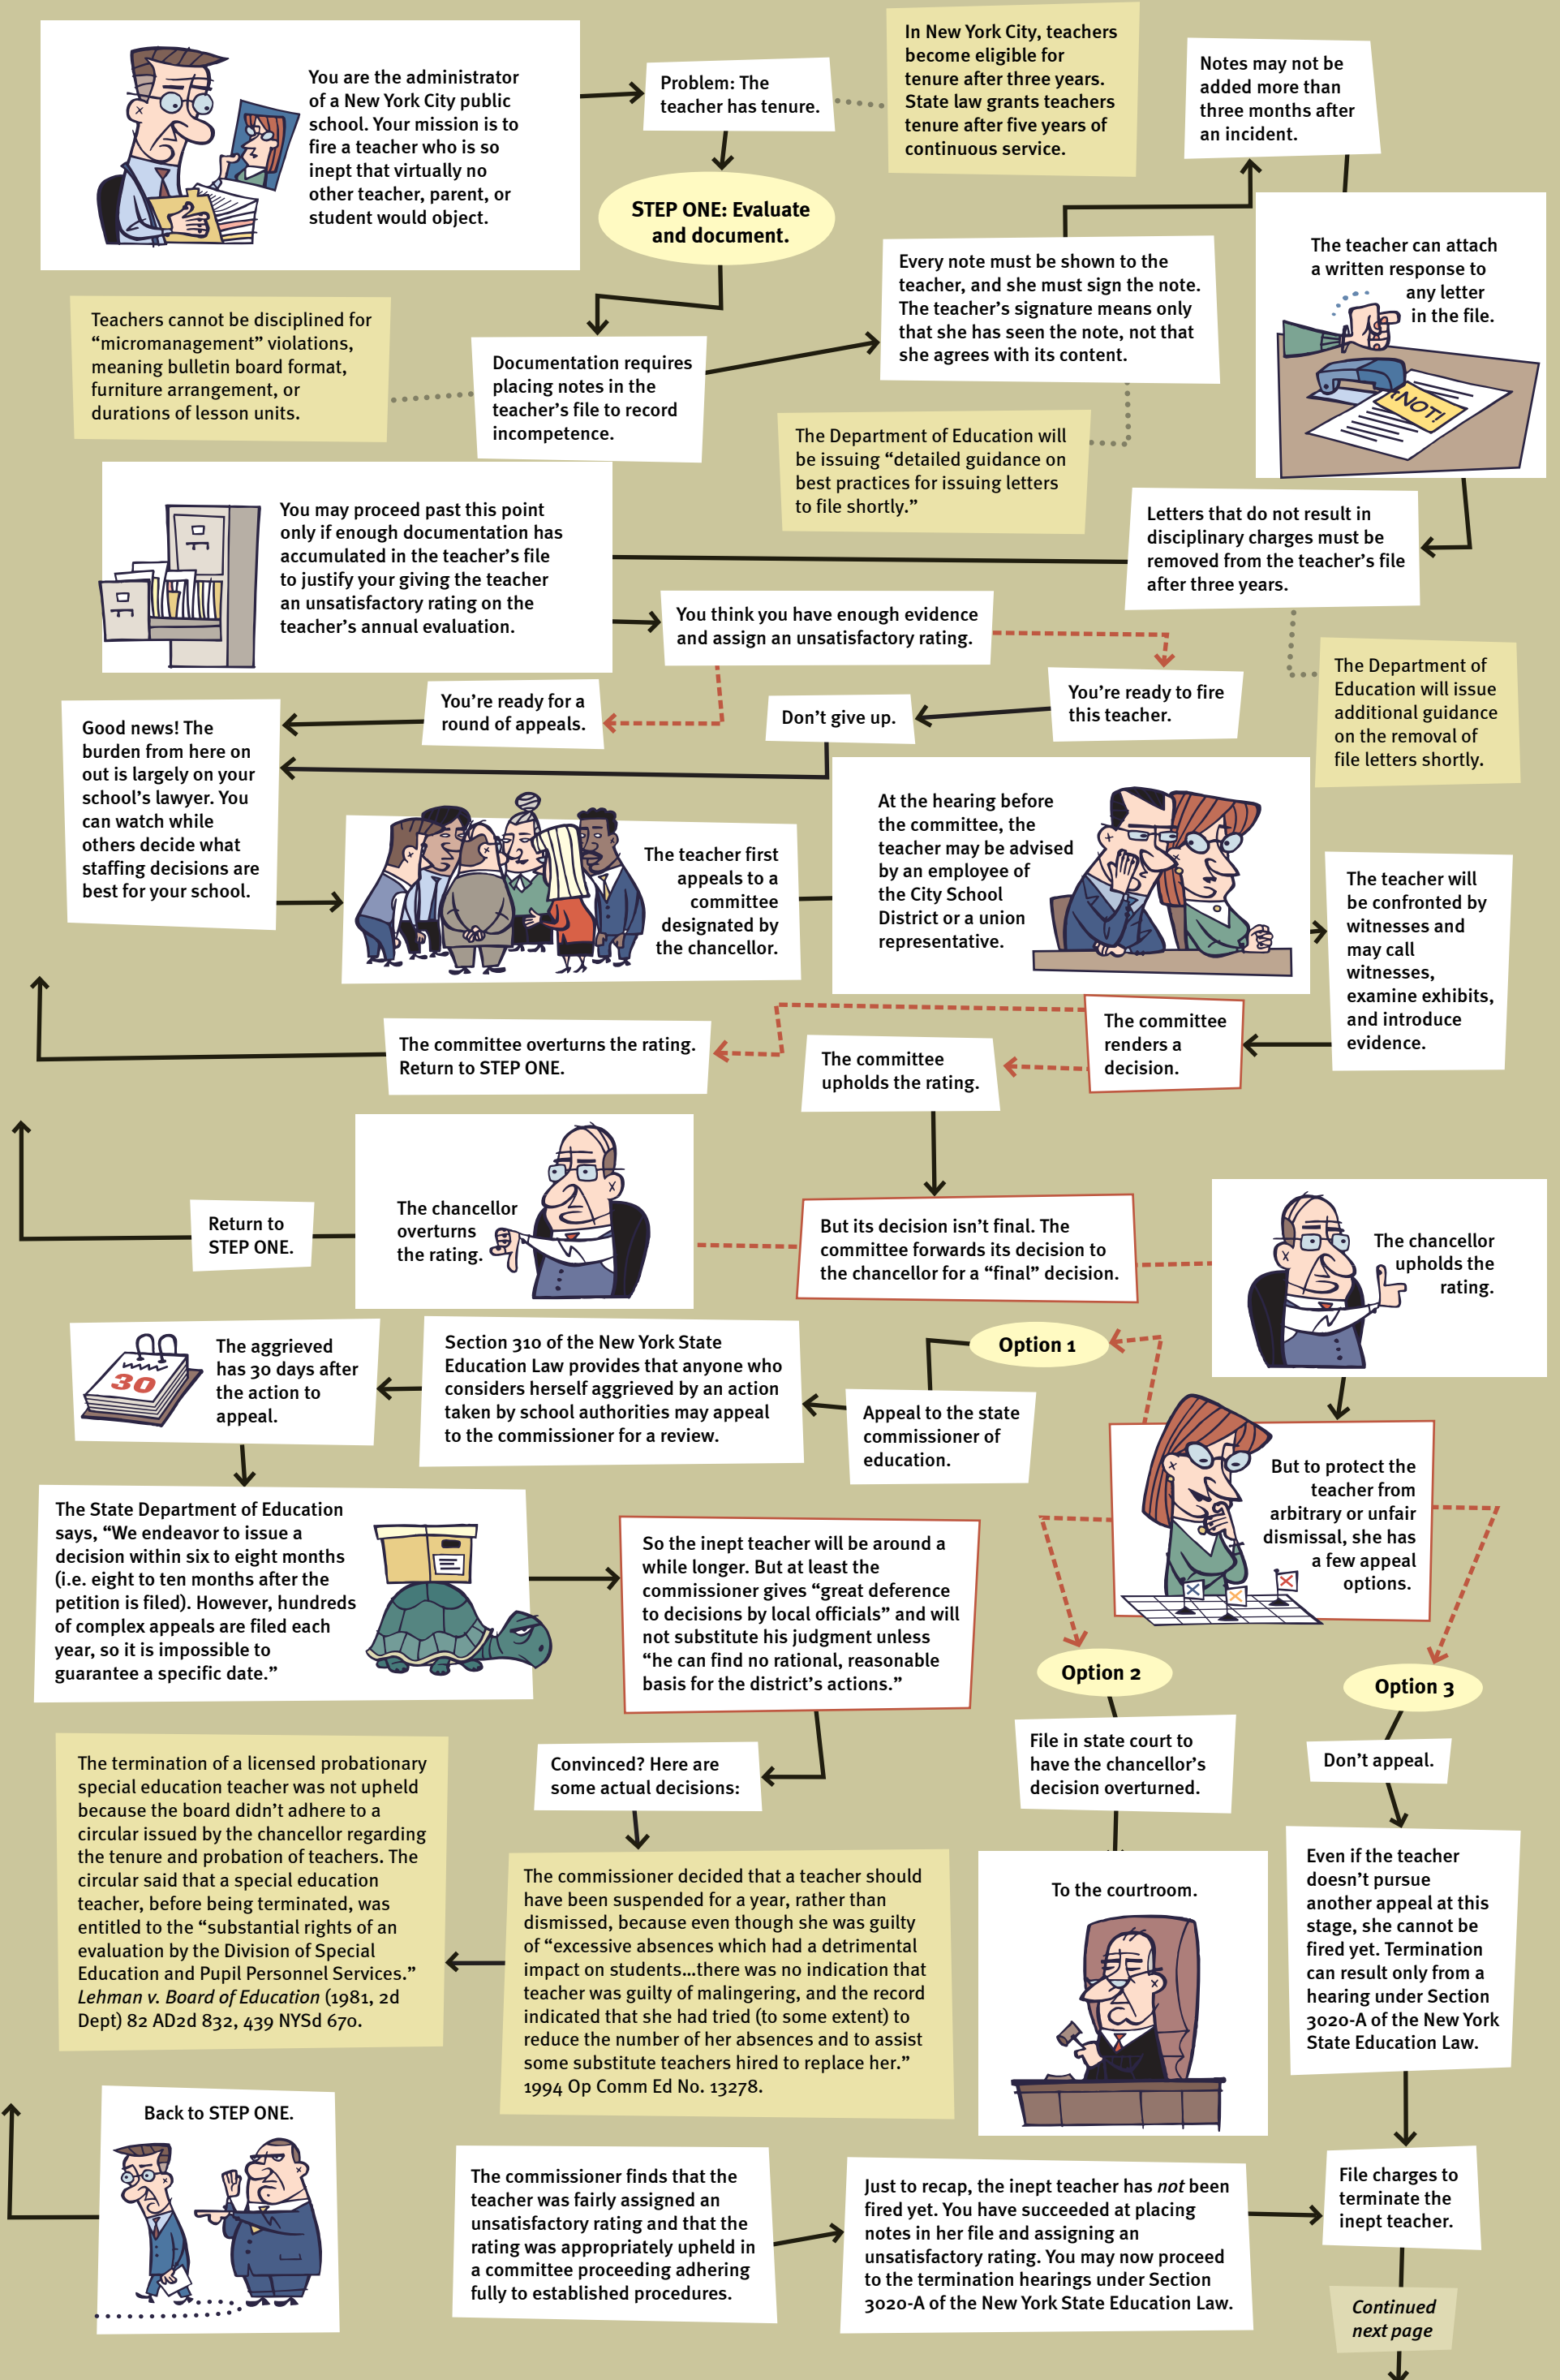 You are the administrator
of a New York City public
school. Your mission is to
fire a teacher who is so
inept that virtually no
other teacher, parent, or
student would object.
Problem: The
teacher has tenure.
In New York City, teachers
become eligible for
tenure after three years.
State law grants teachers
tenure after five years of
continuous service.
STEP ONE: Evaluate
and document.
Teachers cannot be disciplined for
“micromanagement” violations,
meaning bulletin board format,
furniture arrangement, or
durations of lesson units.
Documentation requires
placing notes in the
teacher’s file to record
incompetence.
Every note must be shown to the
teacher, and she must sign the note.
The teacher’s signature means only
that she has seen the note, not that
she agrees with its content.
The Department of Education will
be issuing “detailed guidance on
best practices for issuing letters
to file shortly.”
Notes may not be
added more than
three months after
an incident.
The teacher can attach
a written response to
any letter
in the file.
NOT!
Letters that do not result in
disciplinary charges must be
removed from the teacher’s file
after three years.
The Department of
Education will issue
additional guidance
on the removal of
file letters shortly.
You may proceed past this point
only if enough documentation has
accumulated in the teacher’s file
to justify your giving the teacher
an unsatisfactory rating on the
teacher’s annual evaluation.
You think you have enough evidence
and assign an unsatisfactory rating.
You’re ready to fire
this teacher.
Don’t give up.
You’re ready for a
round of appeals.
Good news! The
burden from here on
out is largely on your
school’s lawyer. You
can watch while
others decide what
staffing decisions are
best for your school.
The teacher first
appeals to a
committee
designated by
the chancellor.
At the hearing before
the committee, the
teacher may be advised
by an employee of
the City School
District or a union
representative.
The teacher will
be confronted by
witnesses and
may call
witnesses,
examine exhibits,
and introduce
evidence.
The committee
renders a
decision.
The committee overturns the rating.
Return to STEP ONE.
The committee
upholds the rating.
But its decision isn’t final. The
committee forwards its decision to
the chancellor for a “final” decision.
The chancellor
overturns
the rating.
Return to
STEP ONE.
The chancellor
upholds the
rating.
But to protect the
teacher from
arbitrary or unfair
dismissal, she has
a few appeal
options.
Option 1
Appeal to the state
commissioner of
education.
Section 310 of the New York State
Education Law provides that anyone who
considers herself aggrieved by an action
taken by school authorities may appeal
to the commissioner for a review.
30
The aggrieved
has 30 days after
the action to
appeal.
The State Department of Education
says, “We endeavor to issue a
decision within six to eight months
(i.e. eight to ten months after the
petition is filed). However, hundreds
of complex appeals are filed each
year, so it is impossible to
guarantee a specific date.”
So the inept teacher will be around a
while longer. But at least the
commissioner gives “great deference
to decisions by local officials” and will
not substitute his judgment unless
“he can find no rational, reasonable
basis for the district’s actions.”
Convinced? Here are
some actual decisions:
The commissioner decided that a teacher should
have been suspended for a year, rather than
dismissed, because even though she was guilty
of “excessive absences which had a detrimental
impact on students...there was no indication that
teacher was guilty of malingering, and the record
indicated that she had tried (to some extent) to
reduce the number of her absences and to assist
some substitute teachers hired to replace her.”
1994 Op Comm Ed No. 13278.
The termination of a licensed probationary
special education teacher was not upheld
because the board didn’t adhere to a
circular issued by the chancellor regarding
the tenure and probation of teachers. The
circular said that a special education
teacher, before being terminated, was
entitled to the “substantial rights of an
evaluation by the Division of Special
Education and Pupil Personnel Services.”
Lehman v. Board of Education (1981, 2d
Dept) 82 AD2d 832, 439 NYSd 670.
Option 2
File in state court to
have the chancellor’s
decision overturned.
To the courtroom.
Option 3
Don’t appeal.
Even if the teacher
doesn’t pursue
another appeal at this
stage, she cannot be
fired yet. Termination
can result only from a
hearing under Section
3020-A of the New York
State Education Law.
Back to STEP ONE.
The commissioner finds that the
teacher was fairly assigned an
unsatisfactory rating and that the
rating was appropriately upheld in
a committee proceeding adhering
fully to established procedures.
Just to recap, the inept teacher has not been
fired yet. You have succeeded at placing
notes in her file and assigning an
unsatisfactory rating. You may now proceed
to the termination hearings under Section
3020-A of the New York State Education Law.
File charges to
terminate the
inept teacher.
Continued
next page